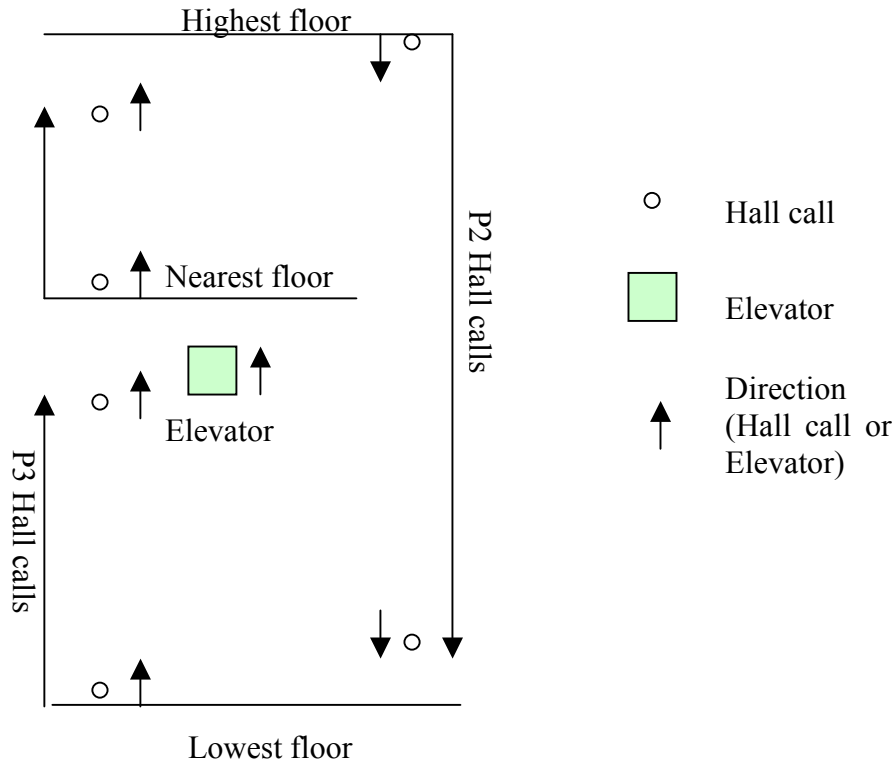 Highest floor
P2 Hall calls
Hall call
Nearest floor
Elevator
Elevator
Direction
(Hall call or
Elevator)
P3 Hall calls
Lowest floor